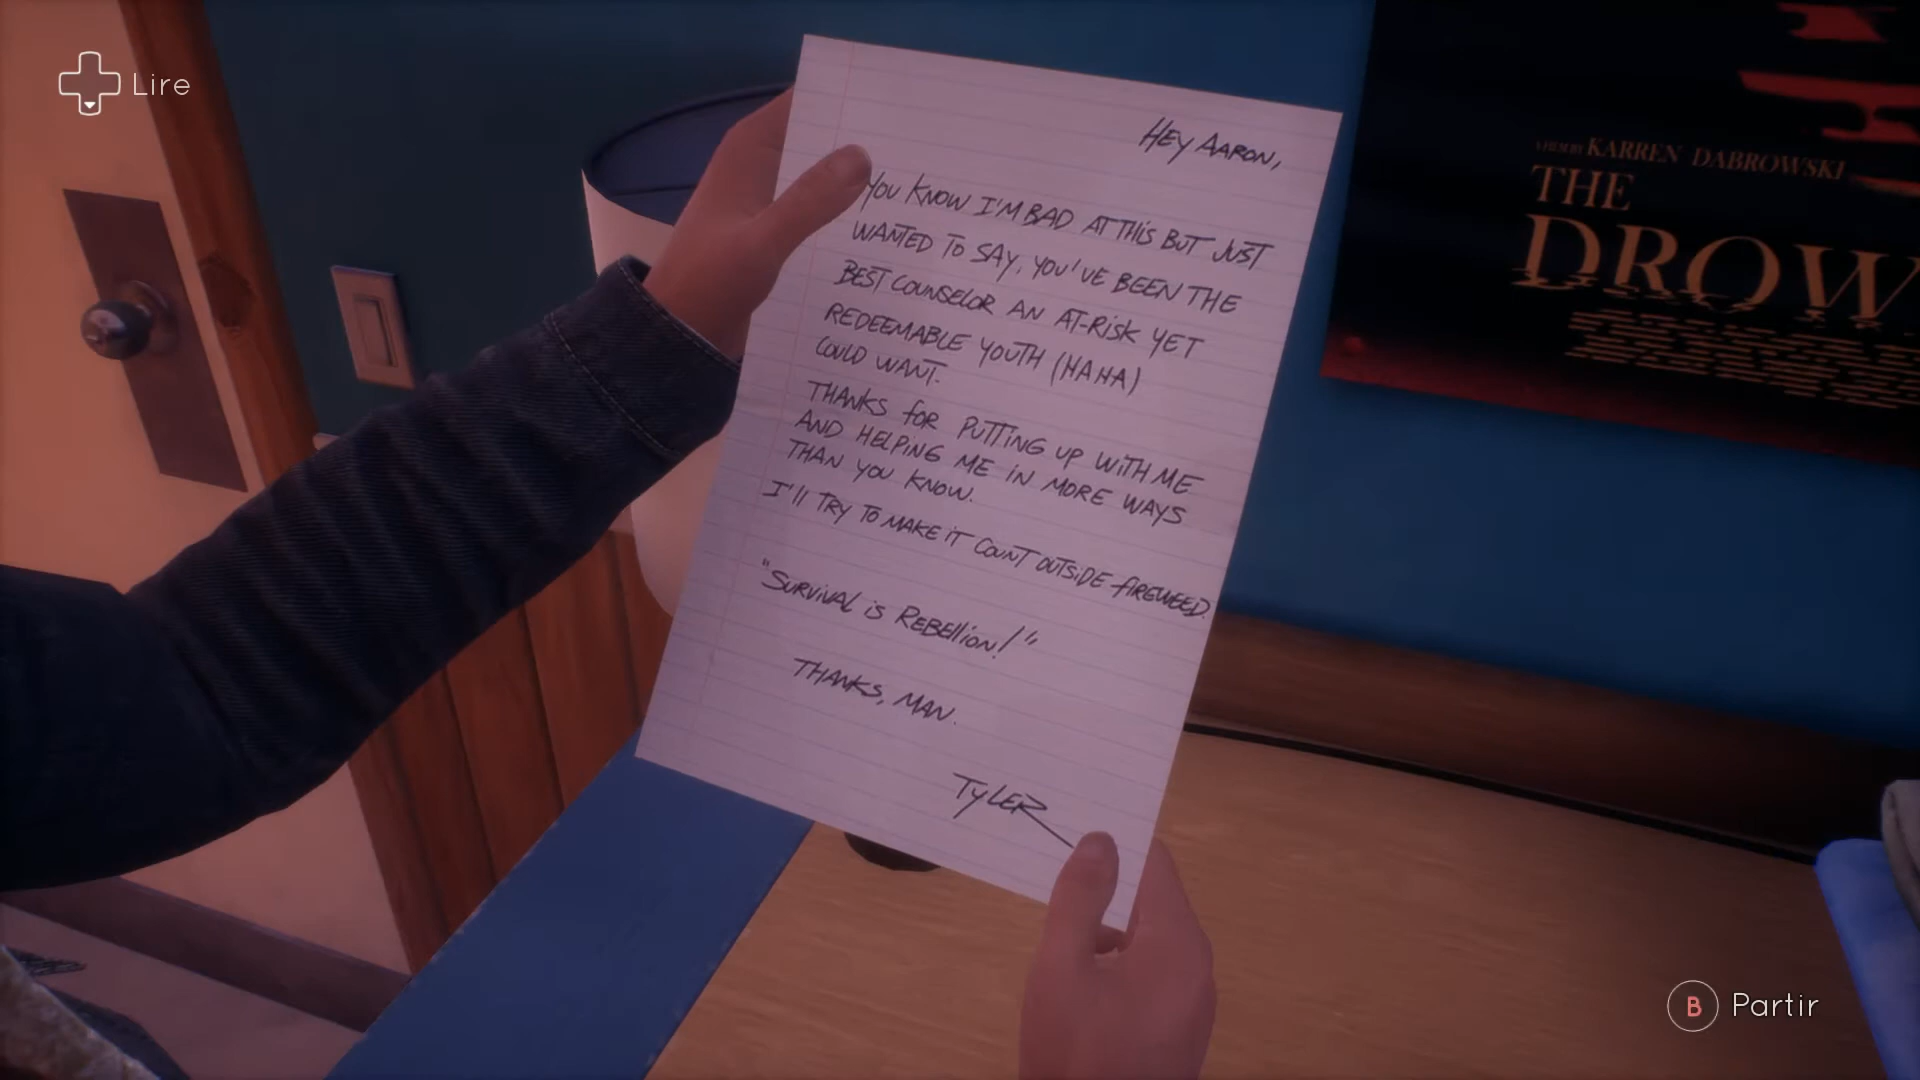 Lire
HEY AARON,
YOU KNOW I'M BAD AT THIS BUT JUST
WANTED TO SAY, YOU'VE BEEN THE
BEST COUNSELOR AN AT-RISK YET
REDEEMABLE YOUTH (HAHA)
COULD WANT.
THANKS FOR PUTTING UP WITH ME
AND HELPING ME IN MORE WAYS
THAN YOU KNOW.
I'll TRY TO MAKE IT COUNT OUTSIDE FIREWEED.
"SURVIVAL IS REBELLION!"
THANKS, MAN.
TYLER
A FILM BY KARREN DABROWSKI
THE
DROW
B Partir